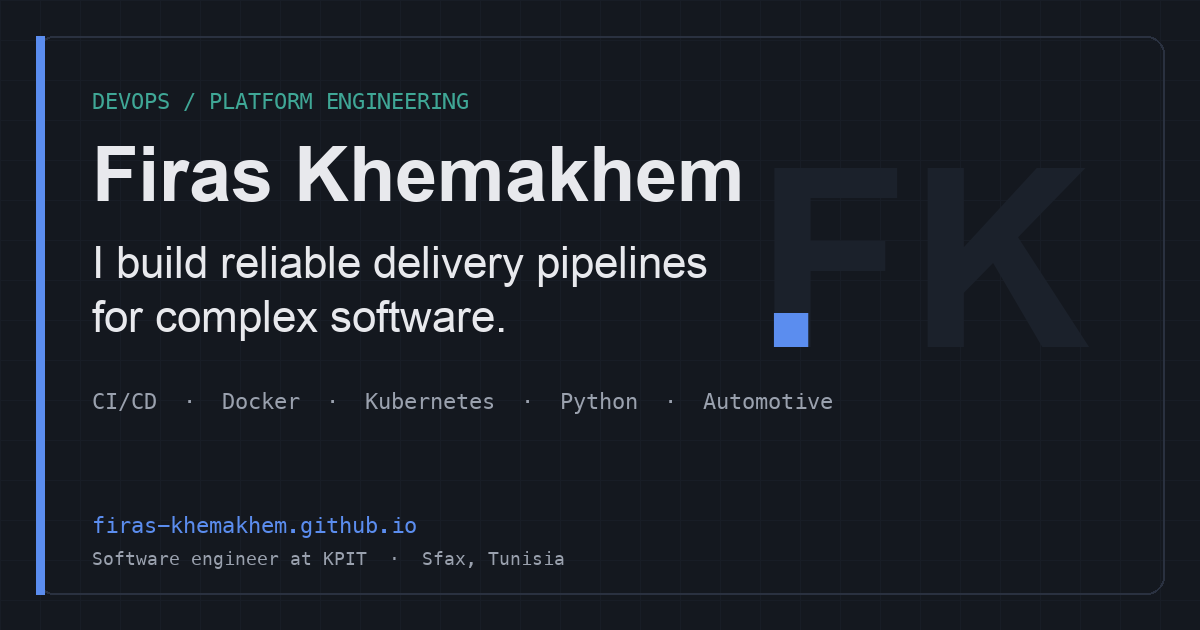 DEVOPS / PLATFORM ENGINEERING
Firas Khemakhem
FK
I build reliable delivery pipelines
for complex software.
CI/CD · Docker · Kubernetes · Python · Automotive
firas-khemakhem.github.io
Software engineer at KPIT · Sfax, Tunisia